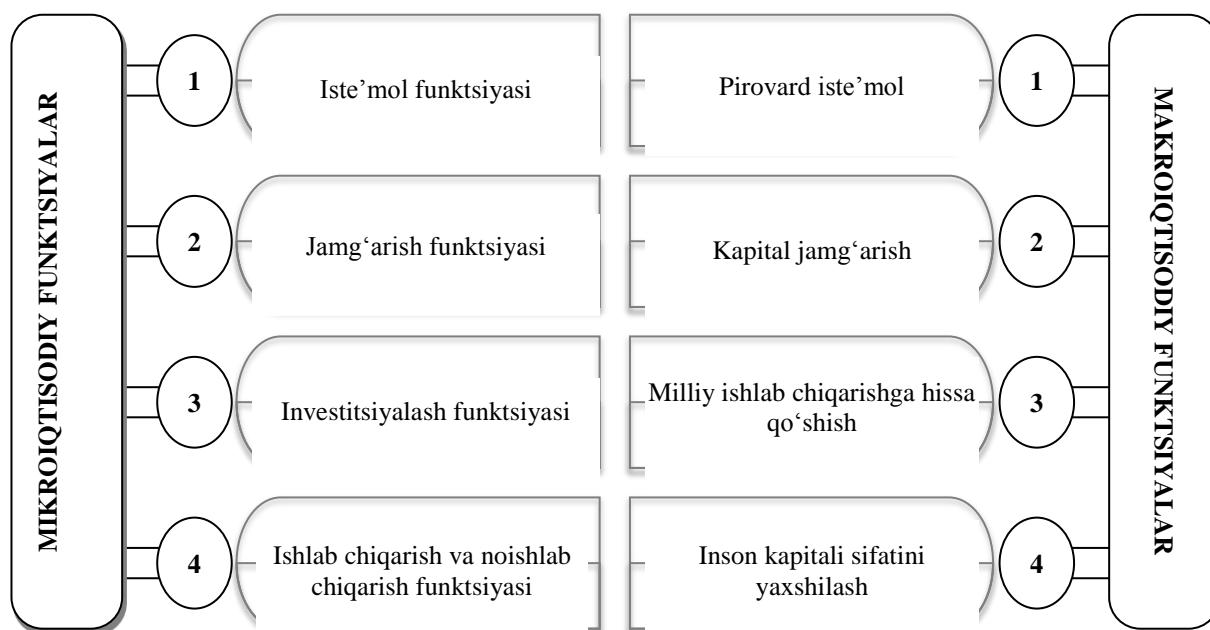 MIKROIQTISODIY FUNKTSIYALAR
1
Iste’mol funktsiyasi
Pirovard iste’mol
1
2
Jamg‘arish funktsiyasi
Kapital jamg‘arish
2
3
Investitsiyalash funktsiyasi
Milliy ishlab chiqarishga hissa
qo‘shish
3
4
Ishlab chiqarish va noishlab
chiqarish funktsiyasi
Inson kapitali sifatini
yaxshilash
4
MAKROIQTISODIY FUNKTSIYALAR